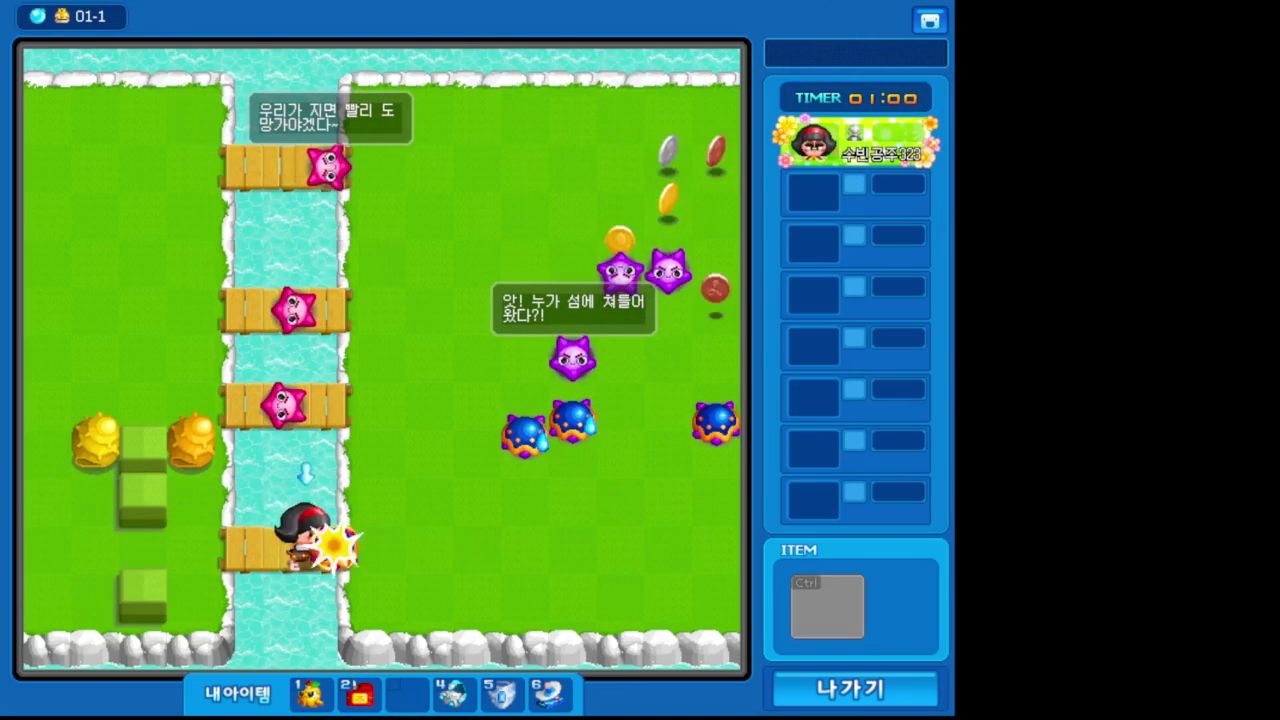 01-1
우리가 지면 빨리 도
망가야겠다~
앗! 누가 섬에 쳐들어
왔다?!
TIMER 01:00
수빈공주323
ITEM
Ctrl
내아이템
1
2
4
5
6
나가기